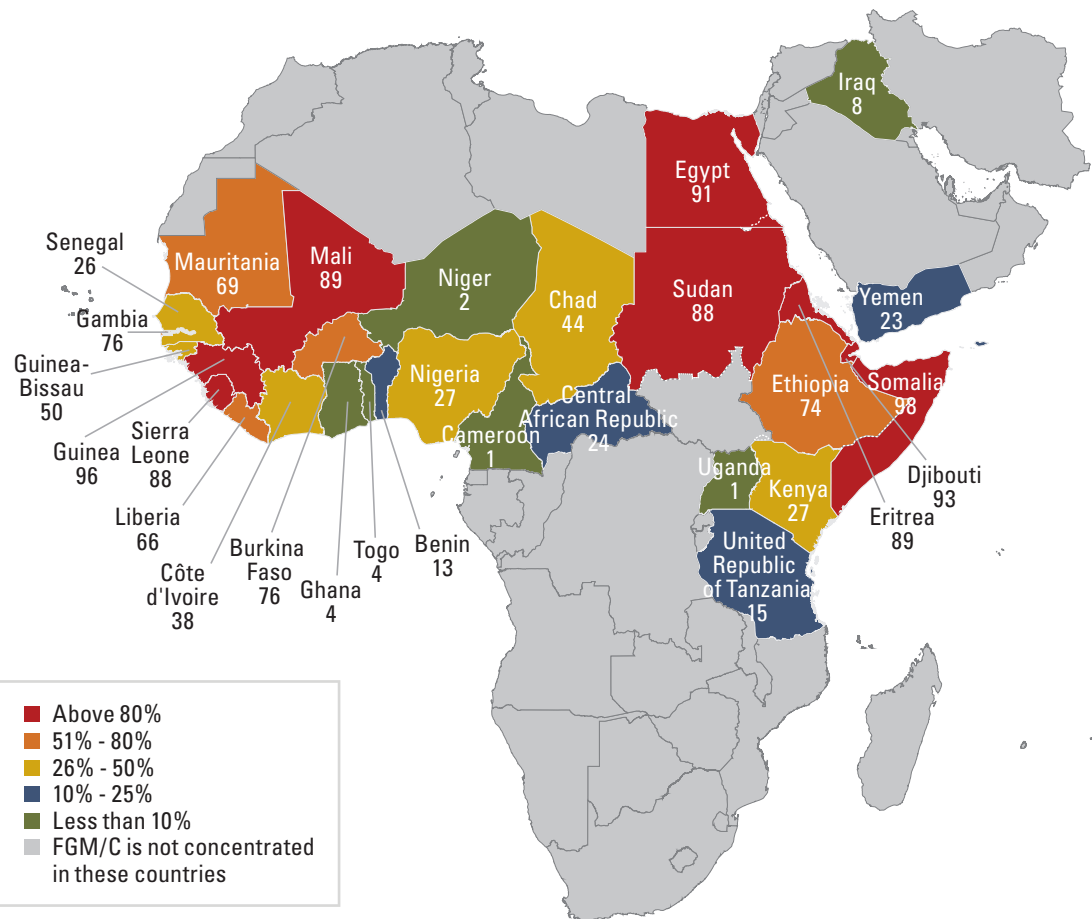 Iraq
8
Egypt
91
Senegal
26
Mauritania
69
Mali
89
Niger
2
Chad
44
Sudan
88
Yemen
23
Gambia
76
Guinea-
Bissau
50
Nigeria
27
Ethiopia
74
Somalia
98
Central
African Republic
24
Cameroon
1
Guinea
96
Sierra
Leone
88
Uganda
1
Kenya
27
Djibouti
93
Eritrea
89
Liberia
66
Côte
d'Ivoire
38
Burkina
Faso
76
Ghana
4
Togo
4
Benin
13
United
Republic
of Tanzania
15
Above 80%
51% - 80%
26% - 50%
10% - 25%
Less than 10%
FGM/C is not concentrated
in these countries